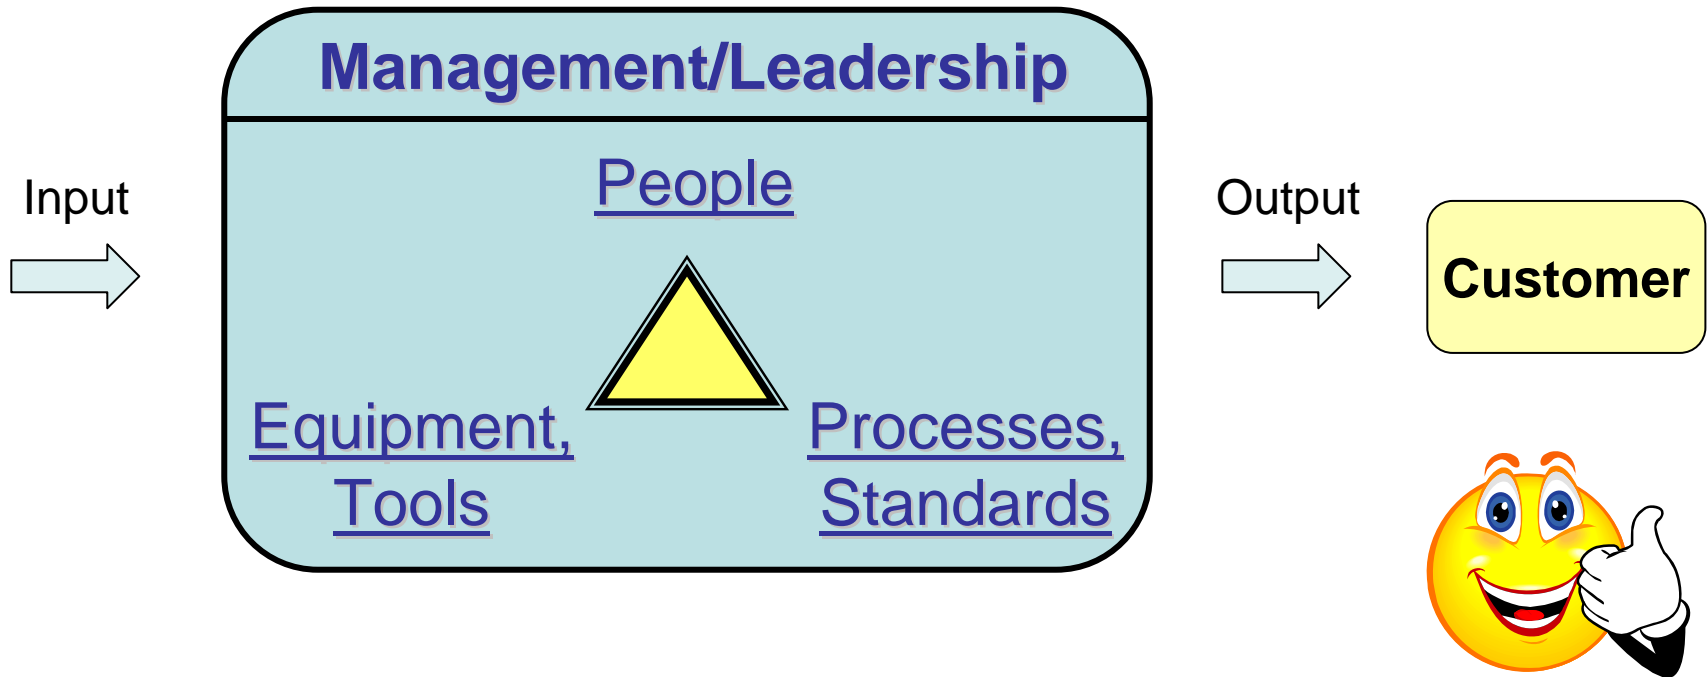 Management/Leadership
People
Input
Output
Customer
Equipment,
Tools
Processes,
Standards